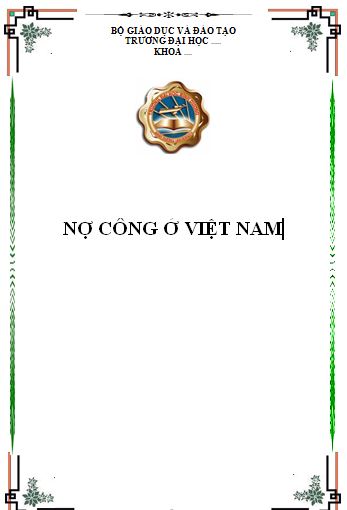 BỘ GIÁO DỤC VÀ ĐÀO TẠO
TRƯỜNG ĐẠI HỌC .....
KHOA ....
NỢ CÔNG Ở VIỆT NAM